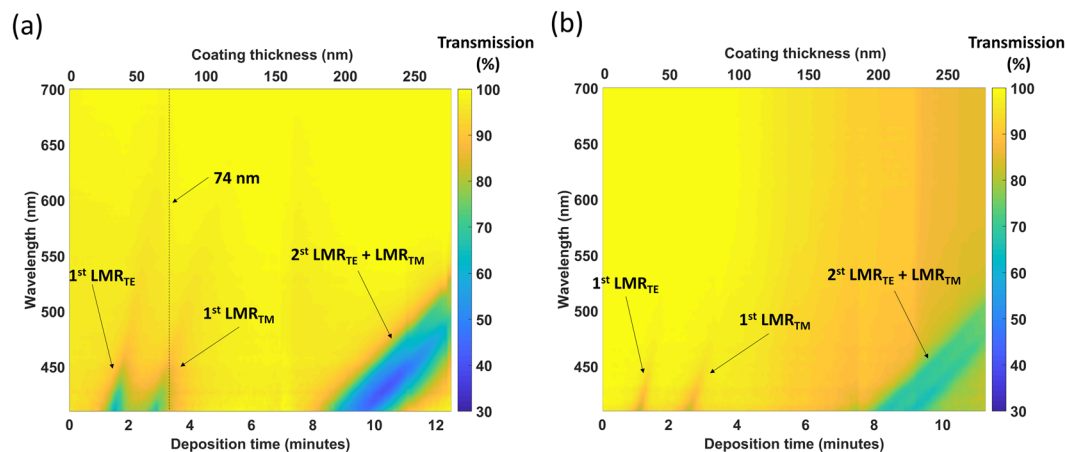 (a)
Coating thickness (nm)
Transmission
(%)
0 50 100 150 200 250
700
650
600
550
500
450
Wavelength (nm)
74 nm
1st LMRTE
1st LMRTM
2st LMRTE + LMRTM
100
90
80
70
60
50
40
30
0 2 4 6 8 10 12
Deposition time (minutes)
(b)
Coating thickness (nm)
Transmission
(%)
0 50 100 150 200 250
700
650
600
550
500
450
Wavelength (nm)
1st LMRTE
1st LMRTM
2st LMRTE + LMRTM
100
90
80
70
60
50
40
30
0 2 4 6 8 10
Deposition time (minutes)